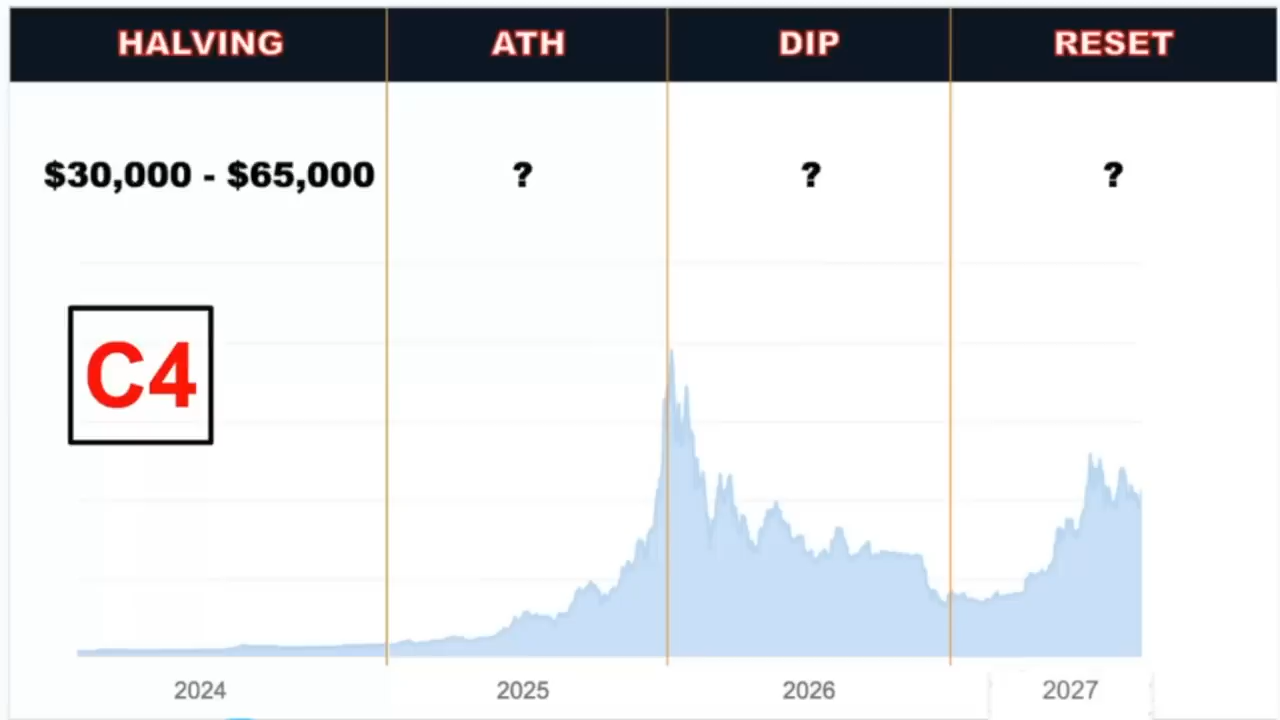 HALVING ATH DIP RESET
$30,000 - $65,000 ? ? ?
C4
2024 2025 2026 2027